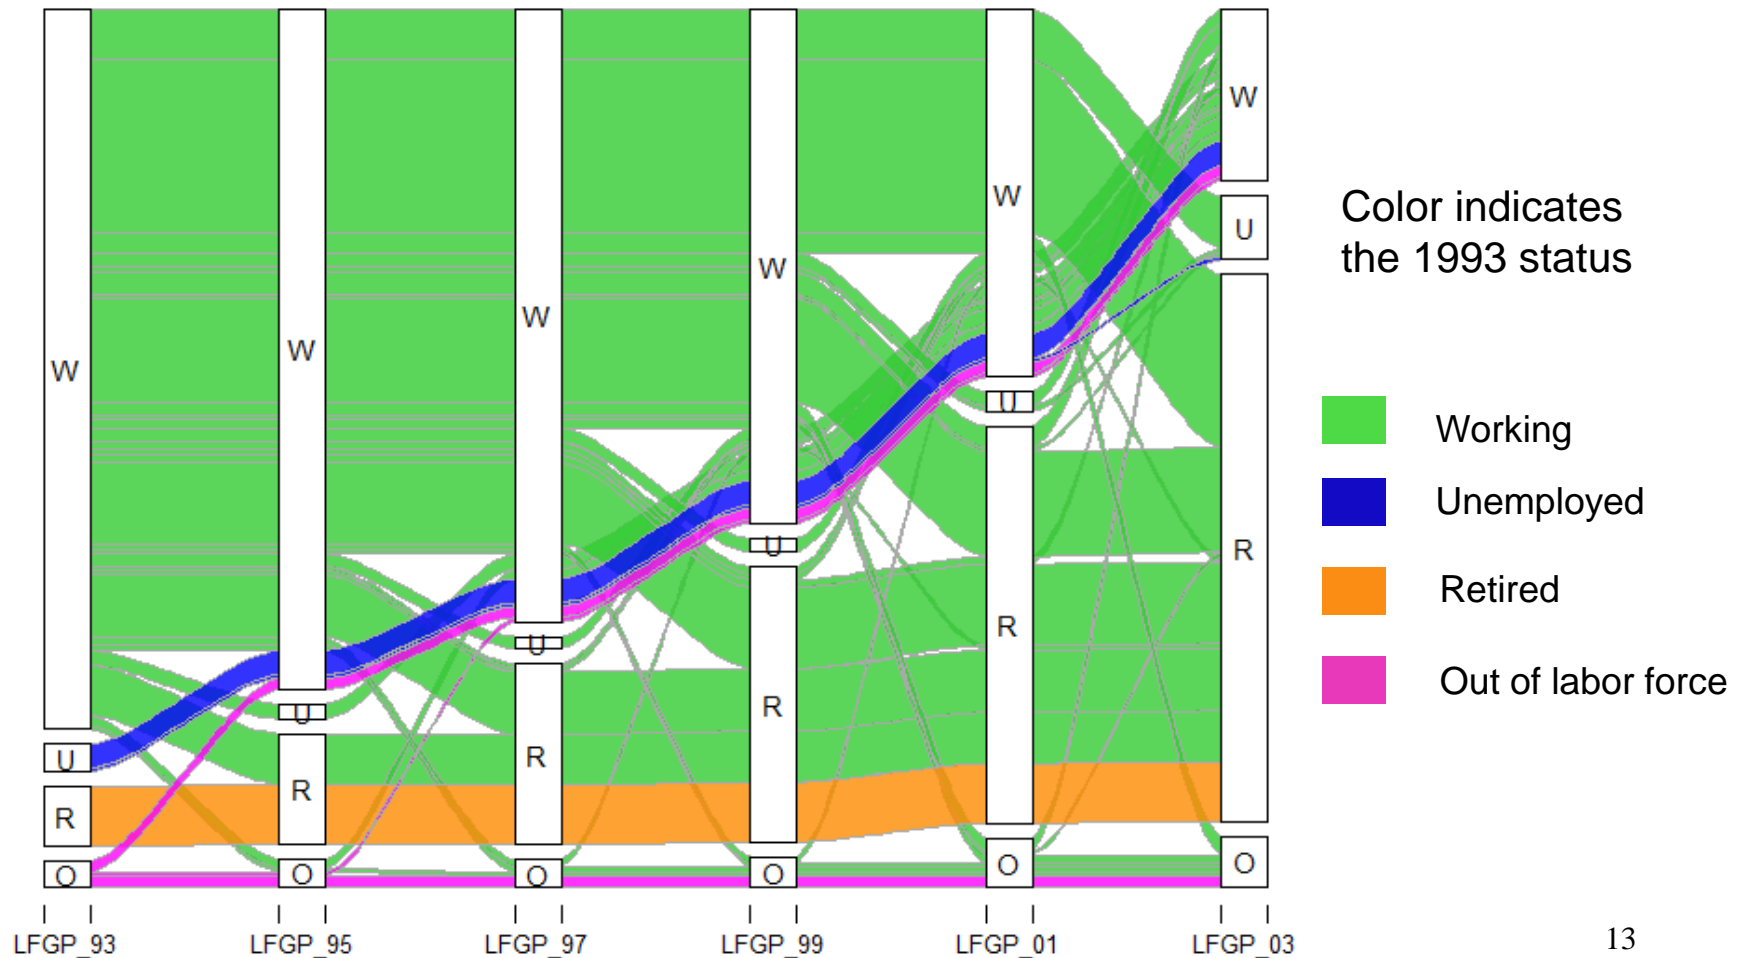 W
U
R
O
W
U
R
O
W
U
R
O
W
U
R
O
W
U
R
O
W
U
R
O
LFGP_93
LFGP_95
LFGP_97
LFGP_99
LFGP_01
LFGP_03
Color indicates
the 1993 status
Working
Unemployed
Retired
Out of labor force
13